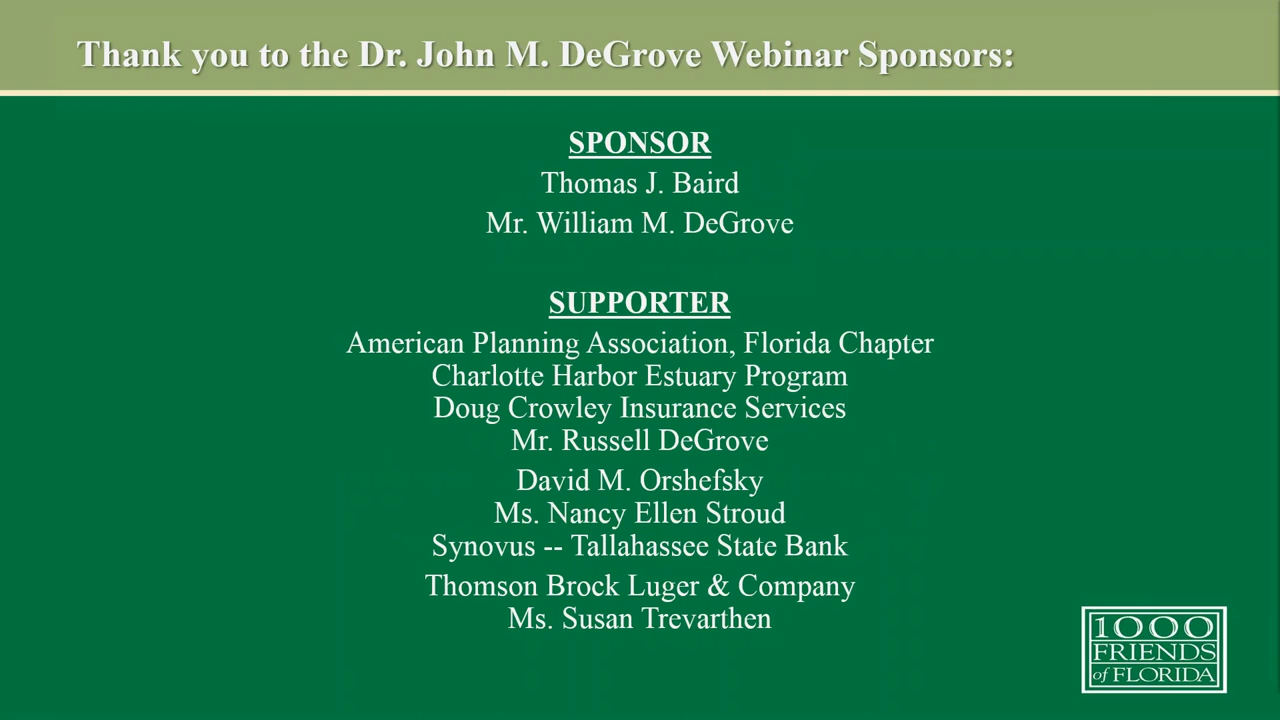 Thank you to the Dr. John M. DeGrove Webinar Sponsors:
SPONSOR
Thomas J. Baird
Mr. William M. DeGrove
SUPPORTER
American Planning Association, Florida Chapter
Charlotte Harbor Estuary Program
Doug Crowley Insurance Services
Mr. Russell DeGrove
David M. Orshefsky
Ms. Nancy Ellen Stroud
Synovus -- Tallahassee State Bank
Thomson Brock Luger & Company
Ms. Susan Trevarthen
1000
FRIENDS
of FLORIDA